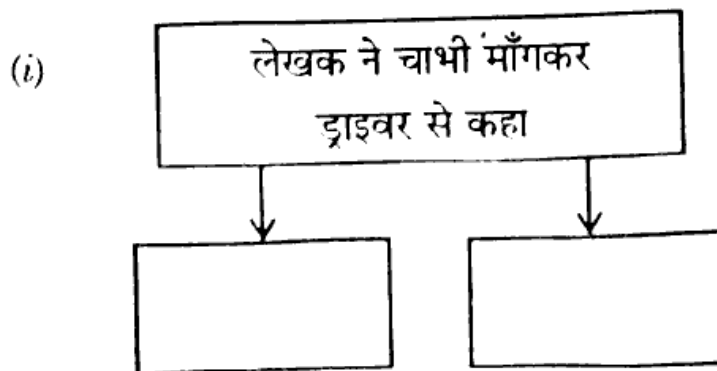 (i)
लेखक ने चाभी माँगकर
ड्राइवर से कहा